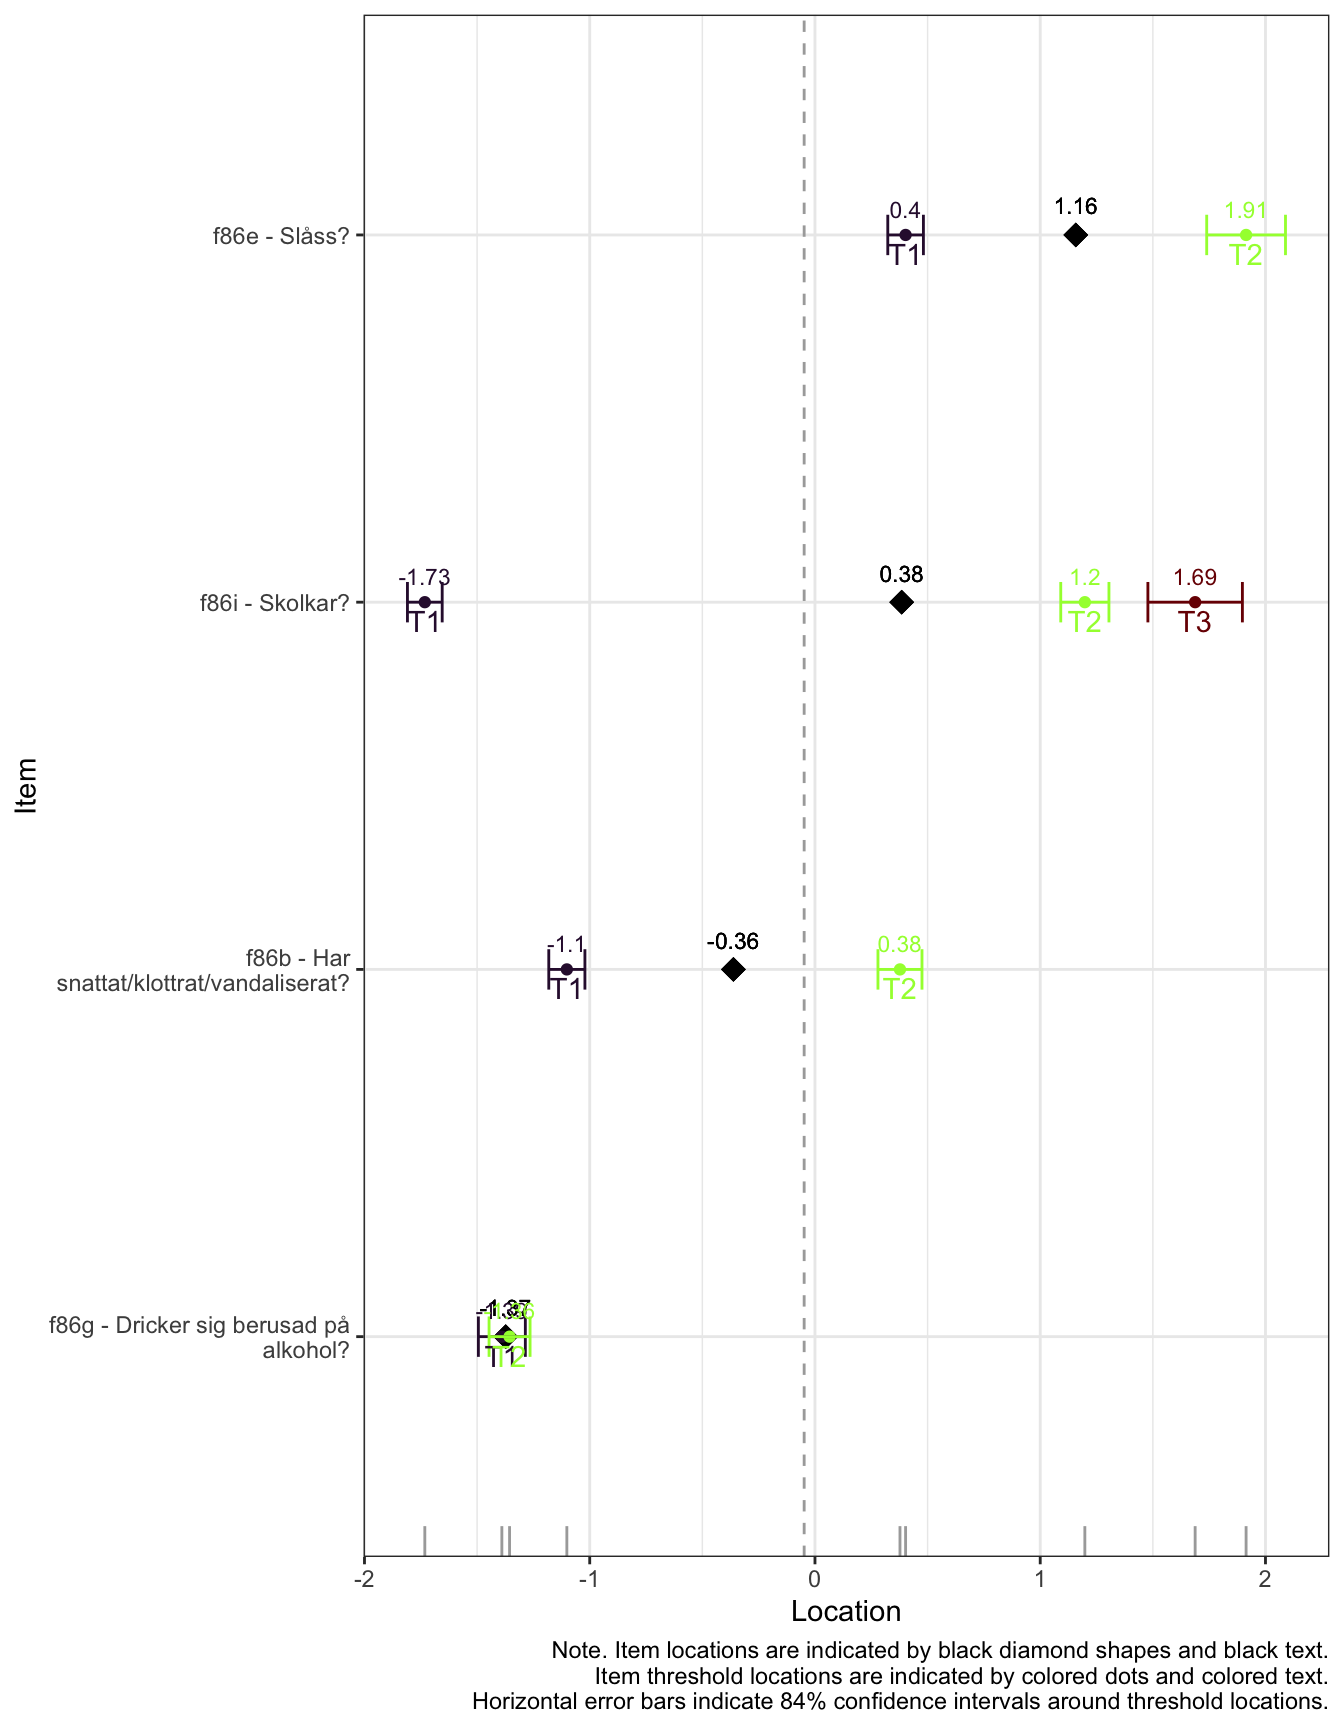 Item
f86e - Slåss?
0.4
1.16
1.91
T1
T2
f86i - Skolkar?
-1.73
0.38
1.2
1.69
T1
T2
T3
f86b - Har
snattat/klottrat/vandaliserat?
-1.1
-0.36
0.38
T1
T2
f86g - Dricker sig berusad på
alkohol?
T1
T2
-2
-1
0
1
2
Location
Note. Item locations are indicated by black diamond shapes and black text.
Item threshold locations are indicated by colored dots and colored text.
Horizontal error bars indicate 84% confidence intervals around threshold locations.